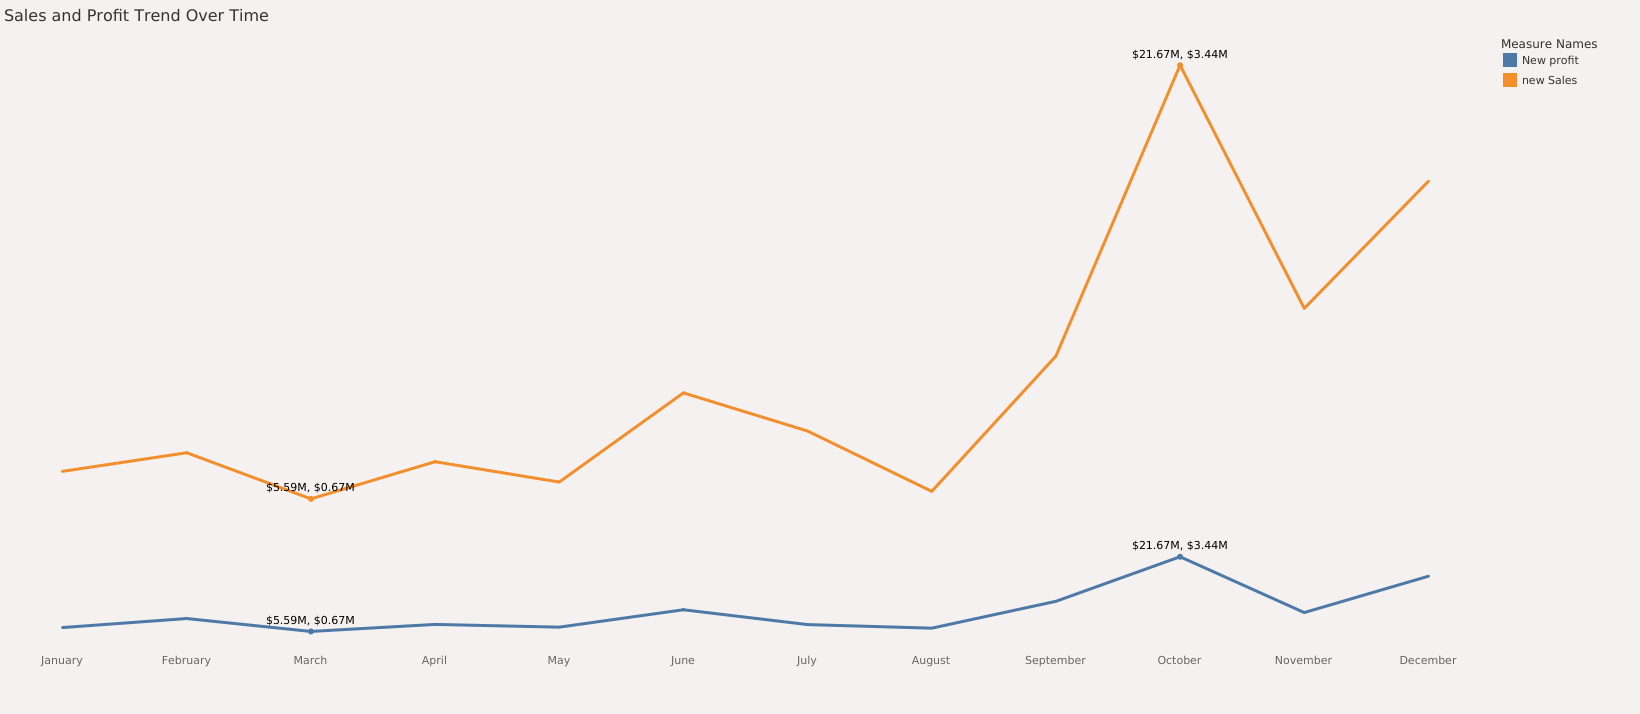 Sales and Profit Trend Over Time
Measure Names
New profit
new Sales
$21.67M, $3.44M
$5.59M, $0.67M
$21.67M, $3.44M
$5.59M, $0.67M
January February March April May June July August September October November December